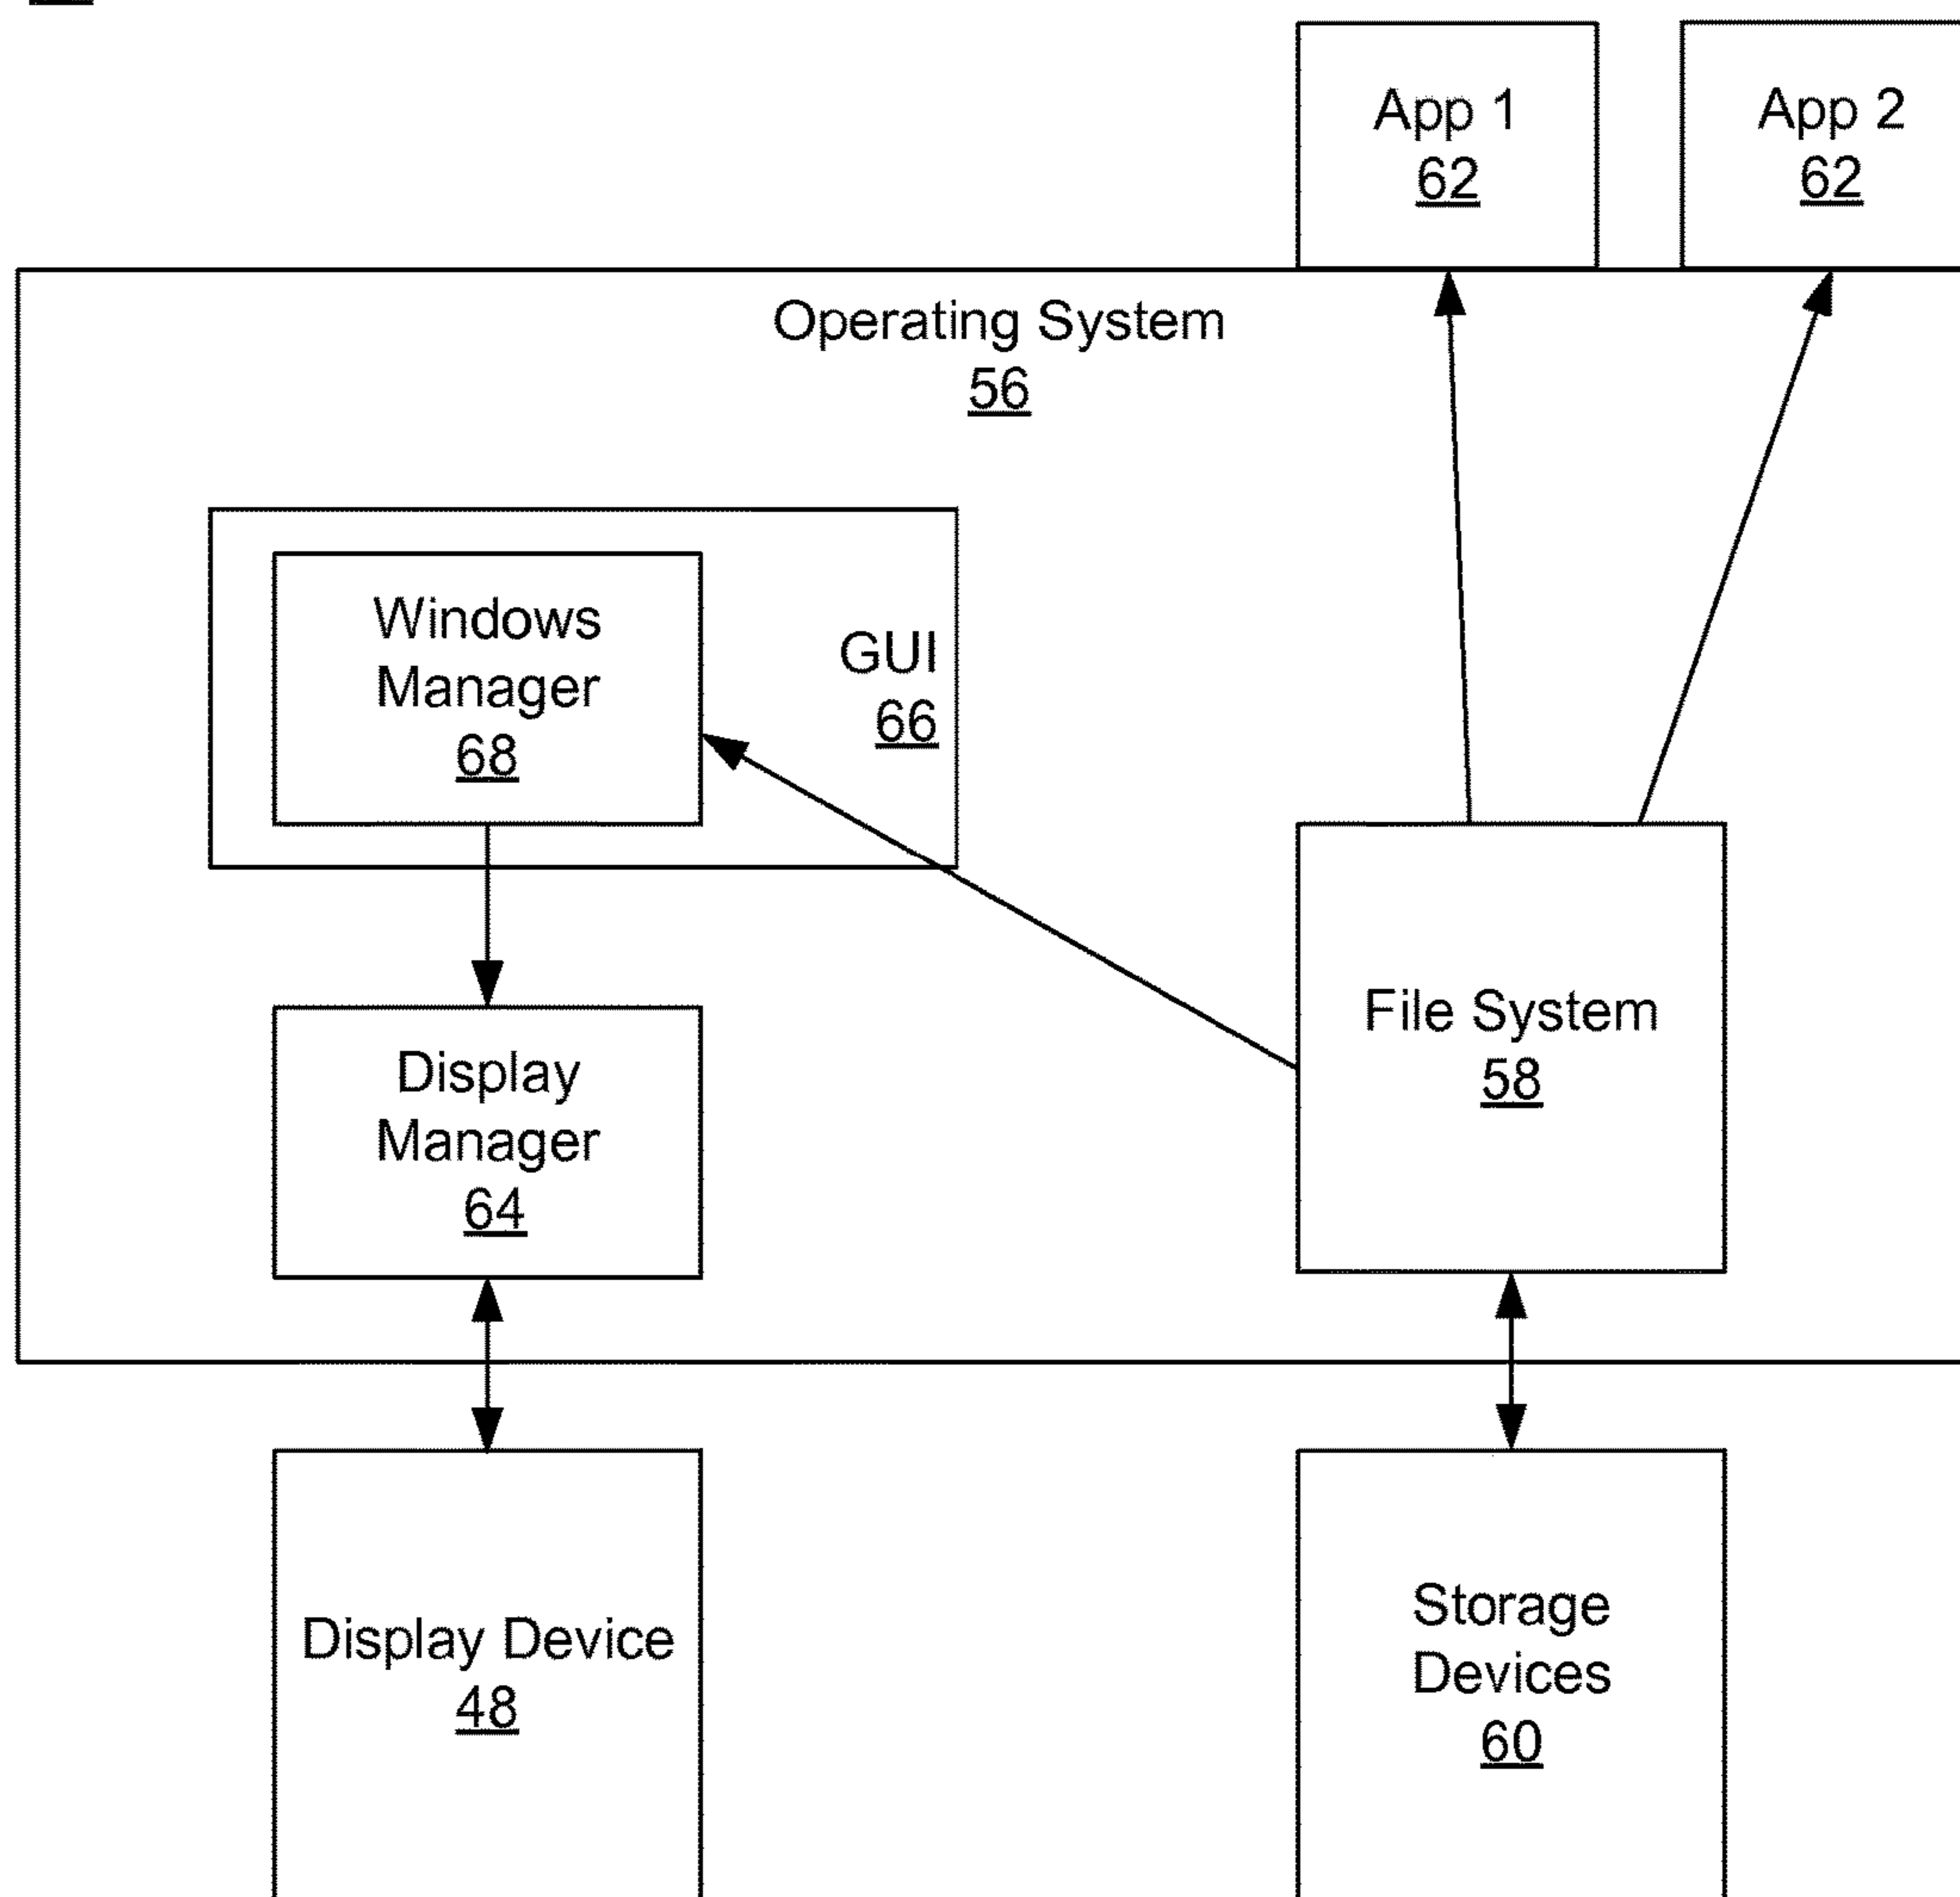 App 1
62
App 2
62
Operating System
56
Windows
Manager
68
GUI
66
Display
Manager
64
File System
58
Display Device
48
Storage
Devices
60